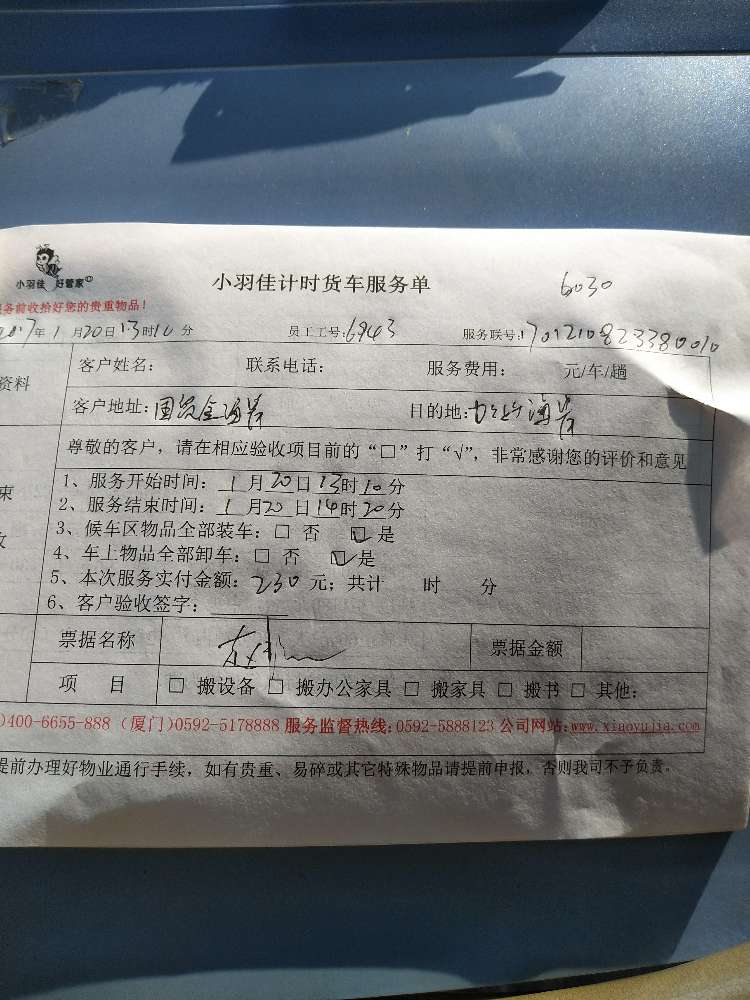 小羽佳 好管家©
小羽佳计时货车服务单
6030
务前收拾好您的贵重物品!
2017年1月20日13时10分 员工工号:6943 服务联号:1701210823380010
资料
客户姓名: 联系电话: 服务费用: 元/车/趟
客户地址:国贸金海岸 目的地:
尊敬的客户,请在相应验收项目前的“□”打“√”,非常感谢您的评价和意见
束
1、服务开始时间:1月20日13时10分
2、服务结束时间:1月20日14时20分
3、候车区物品全部装车:□ 否 ☑是
4、车上物品全部卸车:□ 否 ☑是
5、本次服务实付金额:230元;共计 时 分
6、客户验收签字:
票据名称 票据金额
项 目 □ 搬设备 □ 搬办公家具 □ 搬家具 □ 搬书 □ 其他:
)400-6655-888 (厦门)0592-5178888 服务监督热线:0592-5888123 公司网站:www.xiaoyujia.com
提前办理好物业通行手续,如有贵重、易碎或其它特殊物品请提前申报,否则我司不予负责。